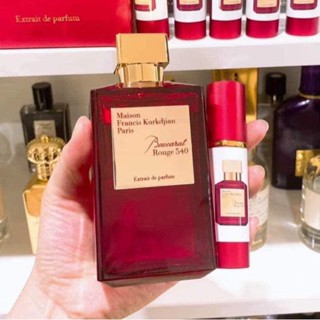 Extrait de parfum
Maison
Francis Kurkdjian
Paris
Baccarat
Rouge 540
Extrait de parfum